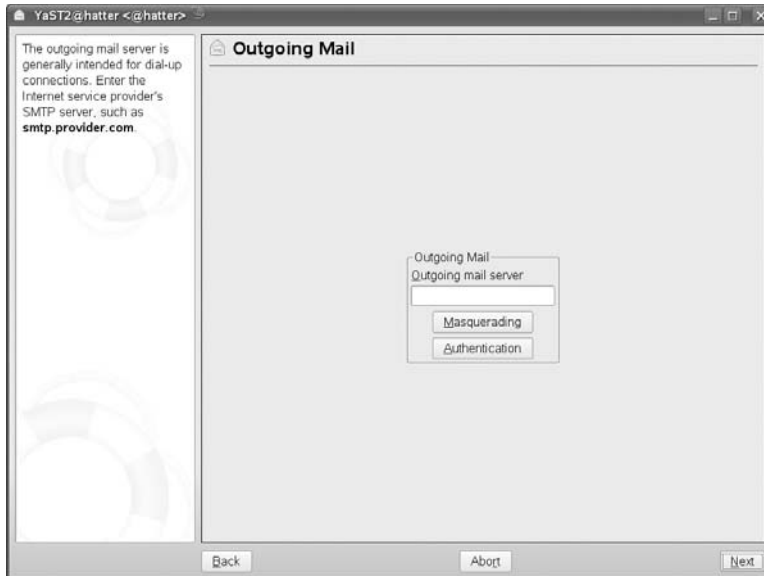 YaST2@hatter <@hatter>
The outgoing mail server is
generally intended for dial-up
connections. Enter the
Internet service provider's
SMTP server, such as
smtp.provider.com.
Outgoing Mail
Outgoing Mail
Outgoing mail server
Masquerading
Authentication
Back
Abort
Next